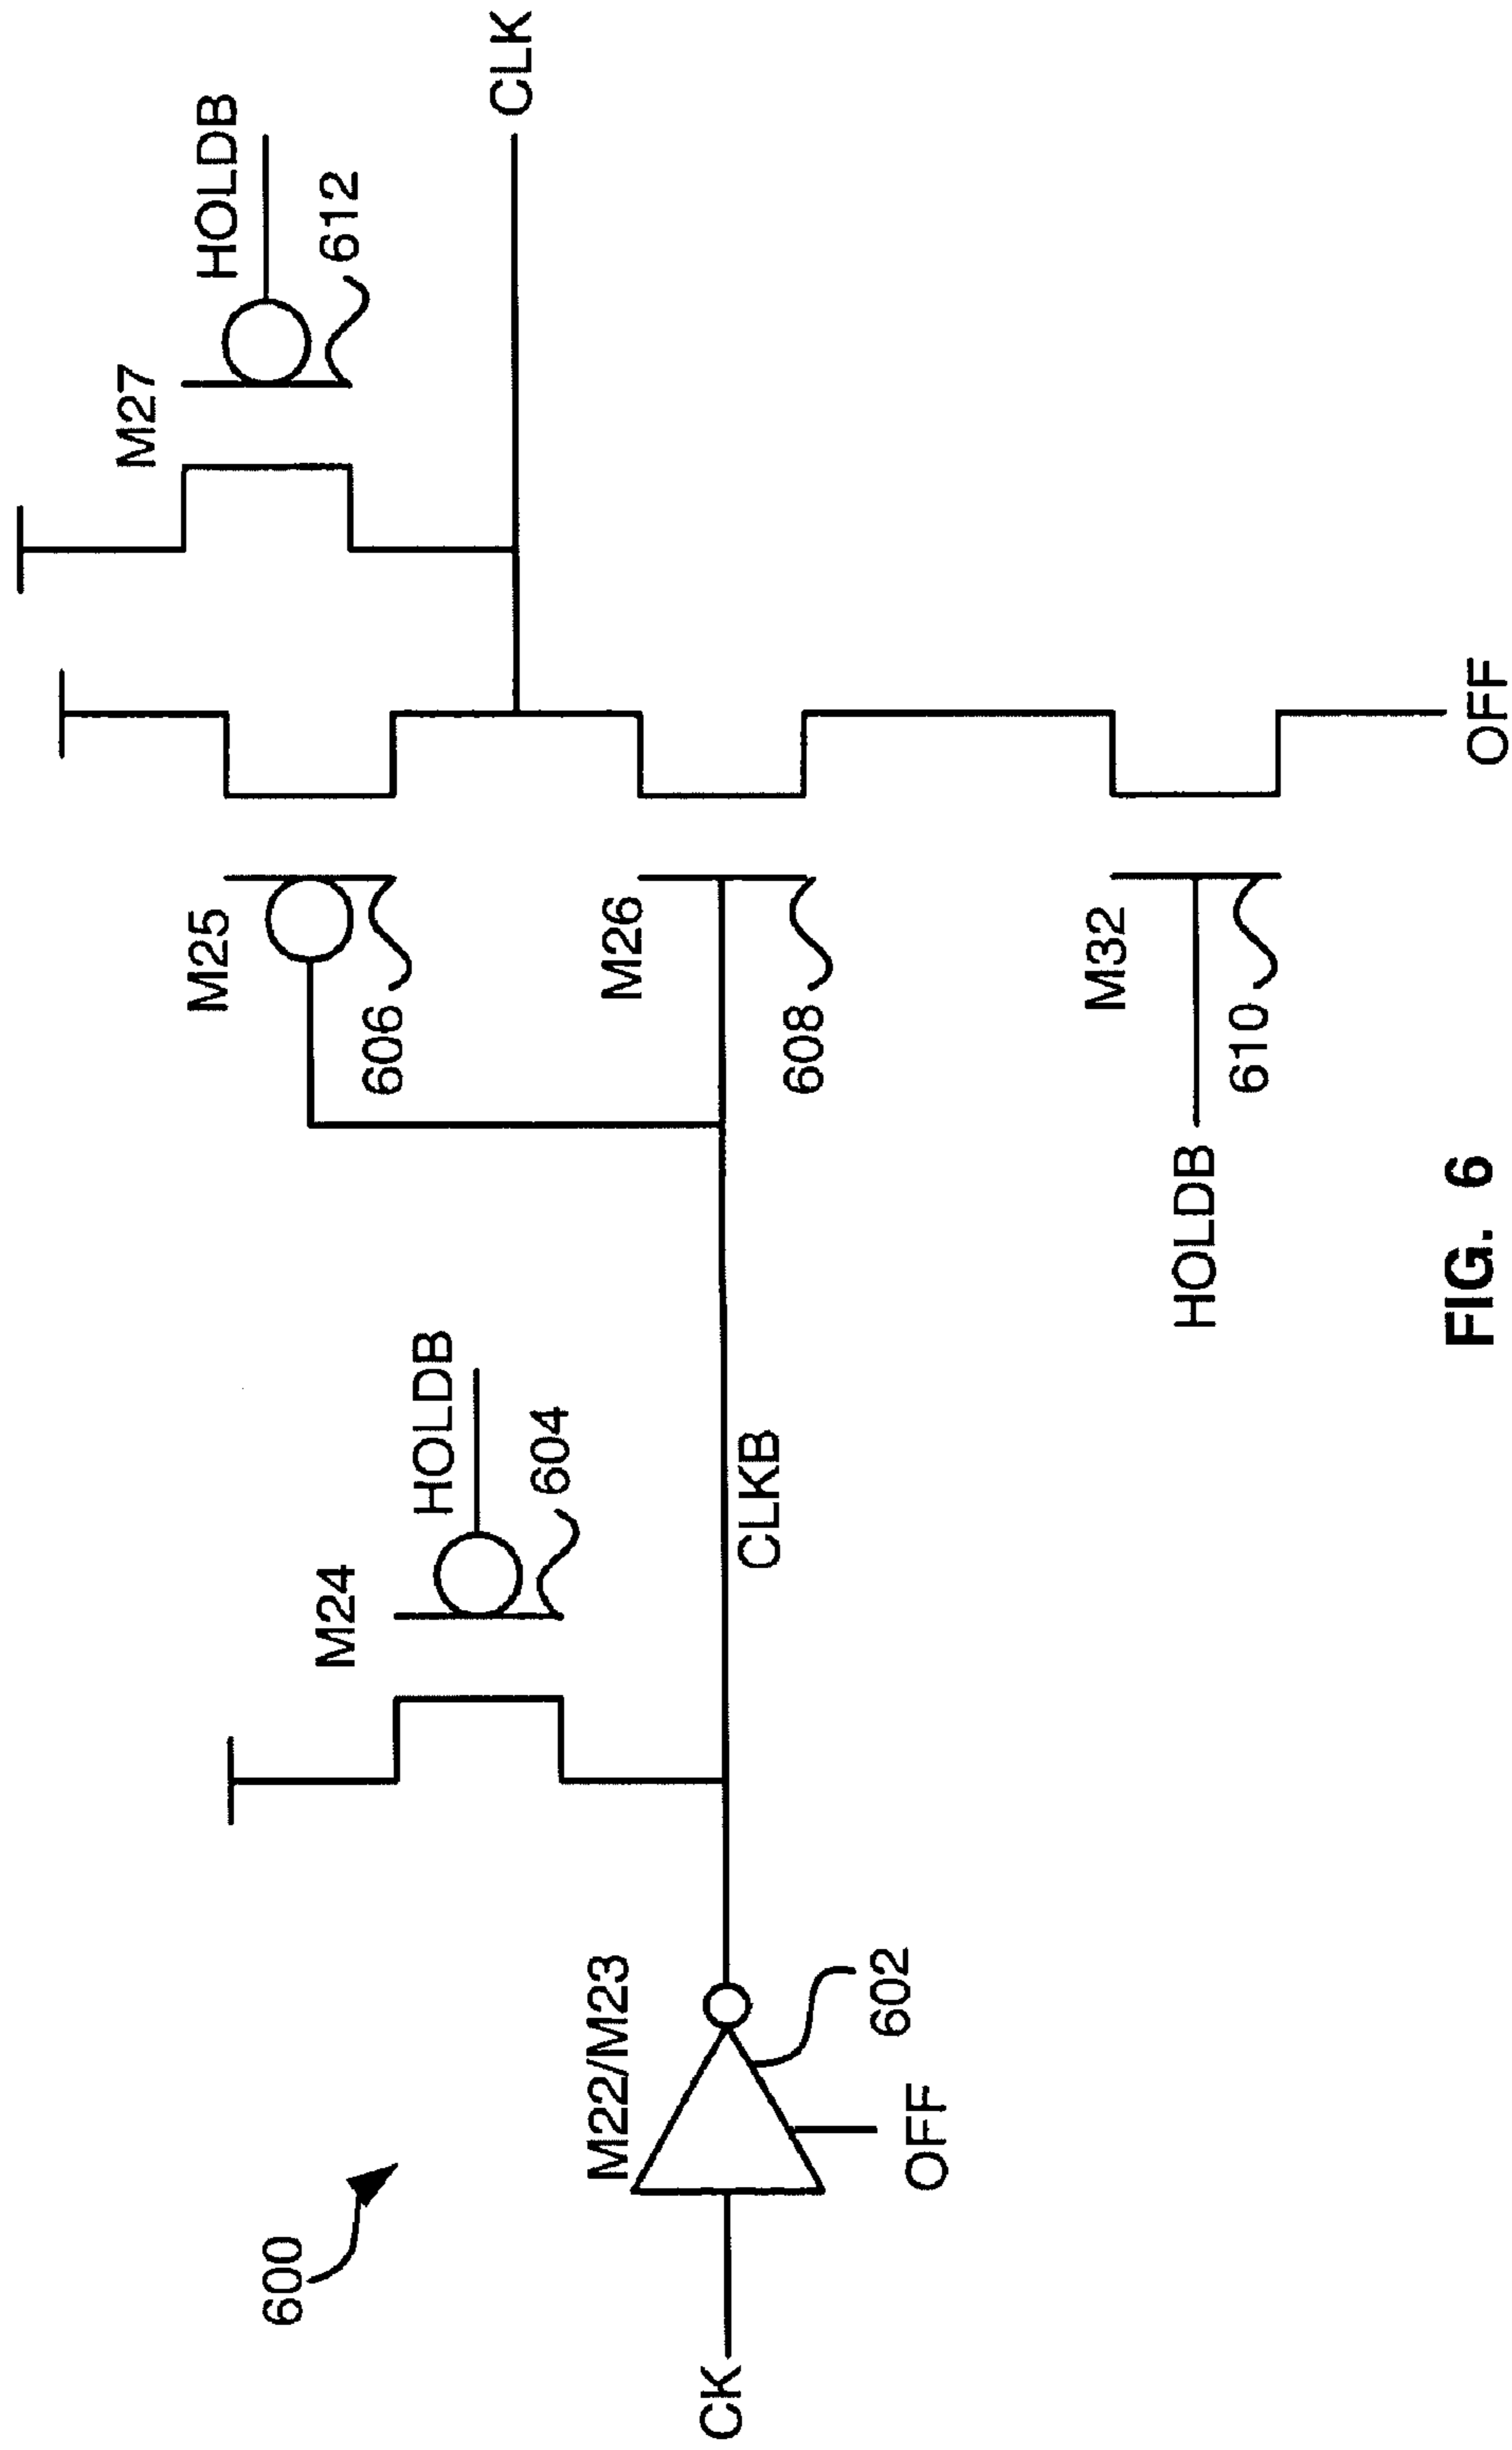 600
CK
M22/M23
602
OFF
M24
HOLDB
604
CLKB
M25
606
M26
608
M32
HOLDB
610
OFF
M27
HOLDB
612
CLK
FIG. 6